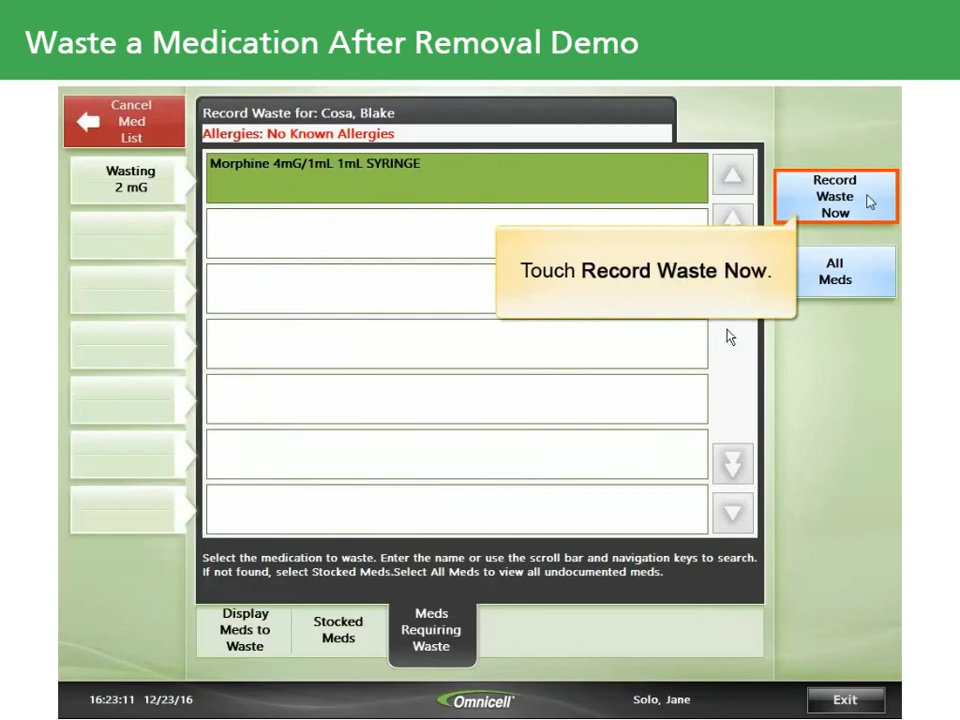 Waste a Medication After Removal Demo
Cancel
Med
List
Record Waste for: Cosa, Blake
Allergies: No Known Allergies
Wasting
2 mG
Morphine 4mG/1mL 1mL SYRINGE
Record
Waste
Now
Touch Record Waste Now.
All
Meds
Select the medication to waste. Enter the name or use the scroll bar and navigation keys to search.
If not found, select Stocked Meds.Select All Meds to view all undocumented meds.
Display
Meds to
Waste
Stocked
Meds
Meds
Requiring
Waste
16:23:11 12/23/16
Omnicell
Solo, Jane
Exit